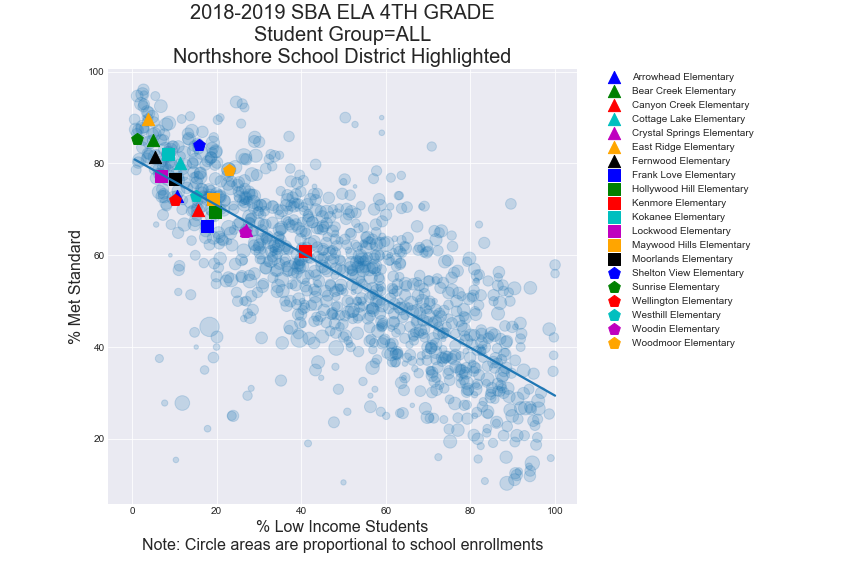 2018-2019 SBA ELA 4TH GRADE
Student Group=ALL
Northshore School District Highlighted
100
80
60
40
20
% Met Standard
0 20 40 60 80 100
% Low Income Students
Note: Circle areas are proportional to school enrollments
Arrowhead Elementary
Bear Creek Elementary
Canyon Creek Elementary
Cottage Lake Elementary
Crystal Springs Elementary
East Ridge Elementary
Fernwood Elementary
Frank Love Elementary
Hollywood Hill Elementary
Kenmore Elementary
Kokanee Elementary
Lockwood Elementary
Maywood Hills Elementary
Moorlands Elementary
Shelton View Elementary
Sunrise Elementary
Wellington Elementary
Westhill Elementary
Woodin Elementary
Woodmoor Elementary